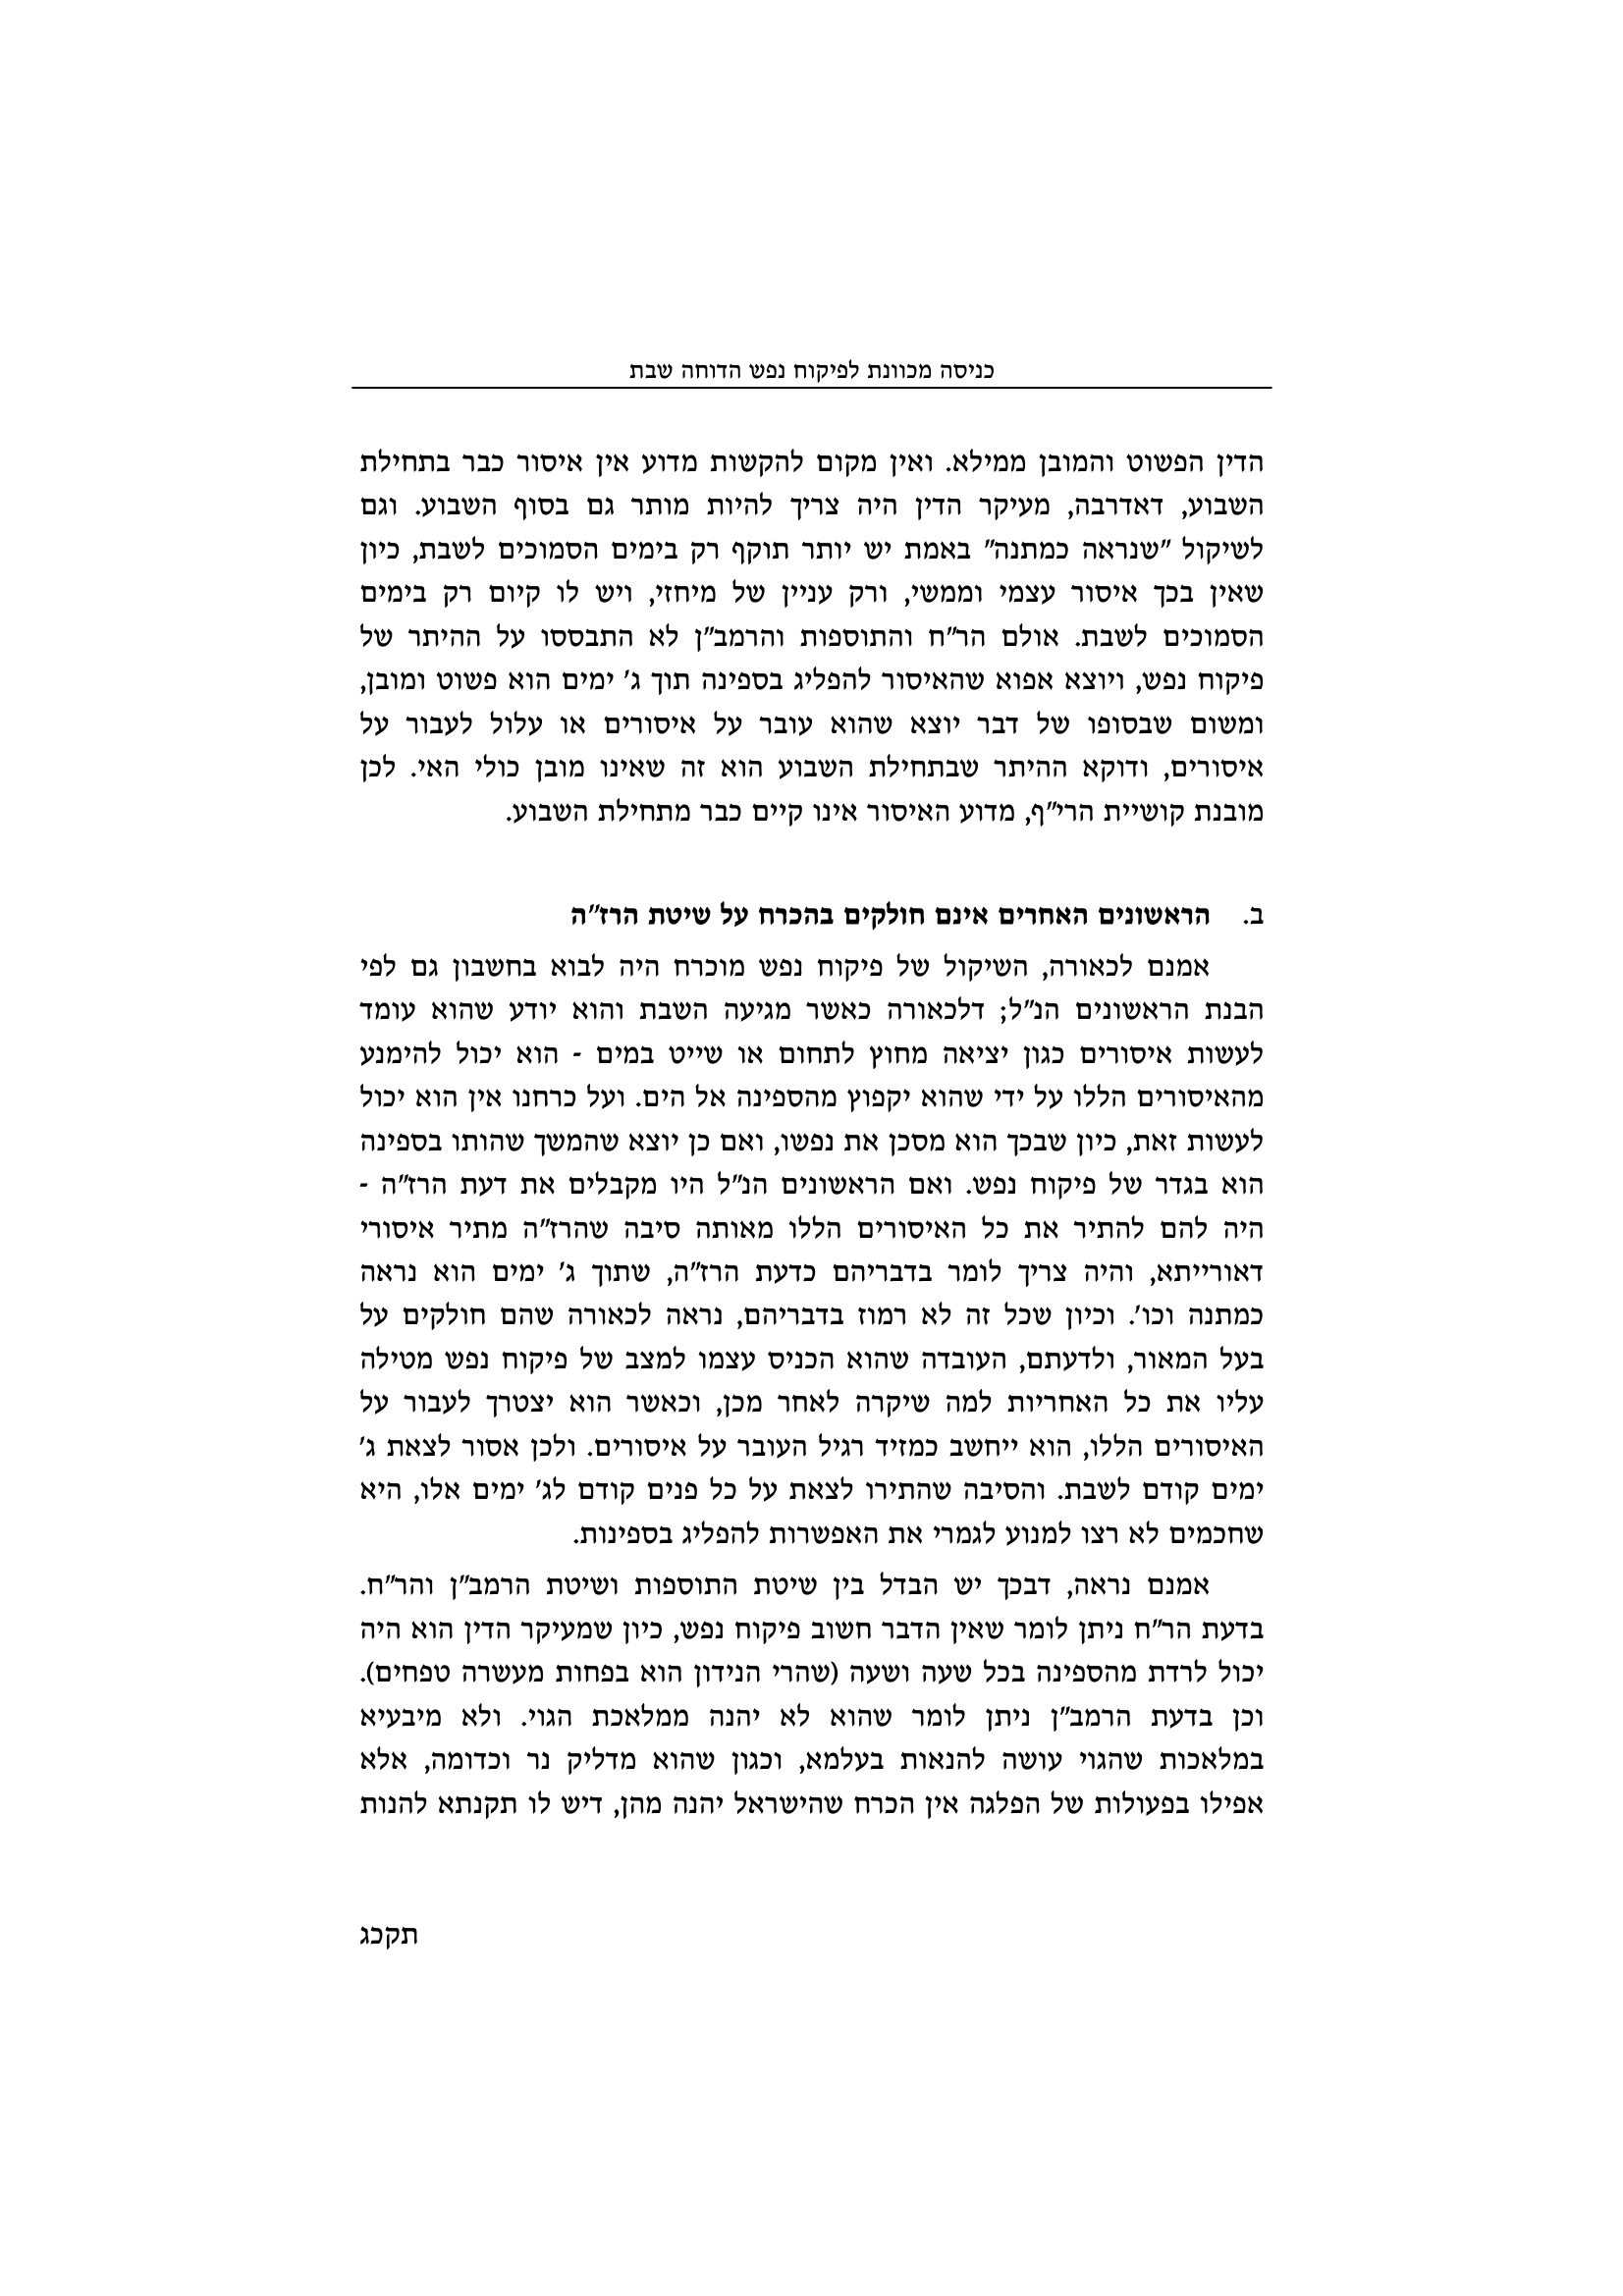 כניסה מכוונת לפיקוח נפש הדוחה שבת
הדין הפשוט והמובן ממילא. ואין מקום להקשות מדוע אין איסור כבר בתחילת
השבוע, דאדרבה, מעיקר הדין היה צריך להיות מותר גם בסוף השבוע. וגם
לשיקול "שנראה כמתנה" באמת יש יותר תוקף רק בימים הסמוכים לשבת, כיון
שאין בכך איסור עצמי וממשי, ורק עניין של מיחזי, ויש לו קיום רק בימים
הסמוכים לשבת. אולם הר"ח והתוספות והרמב"ן לא התבססו על ההיתר של
פיקוח נפש, ויוצא אפוא שהאיסור להפליג בספינה תוך ג' ימים הוא פשוט ומובן,
ומשום שבסופו של דבר יוצא שהוא עובר על איסורים או עלול לעבור על
איסורים, ודוקא ההיתר שבתחילת השבוע הוא זה שאינו מובן כולי האי. לכן
מובנת קושיית הרי"ף, מדוע האיסור אינו קיים כבר מתחילת השבוע.
ב. הראשונים האחרים אינם חולקים בהכרח על שיטת הרז"ה
אמנם לכאורה, השיקול של פיקוח נפש מוכרח היה לבוא בחשבון גם לפי
הבנת הראשונים הנ"ל; דלכאורה כאשר מגיעה השבת והוא יודע שהוא עומד
לעשות איסורים כגון יציאה מחוץ לתחום או שייט במים - הוא יכול להימנע
מהאיסורים הללו על ידי שהוא יקפוץ מהספינה אל הים. ועל כרחנו אין הוא יכול
לעשות זאת, כיון שבכך הוא מסכן את נפשו, ואם כן יוצא שהמשך שהותו בספינה
הוא בגדר של פיקוח נפש. ואם הראשונים הנ"ל היו מקבלים את דעת הרז"ה -
היה להם להתיר את כל האיסורים הללו מאותה סיבה שהרז"ה מתיר איסורי
דאורייתא, והיה צריך לומר בדבריהם כדעת הרז"ה, שתוך ג' ימים הוא נראה
כמתנה וכו'. וכיון שכל זה לא רמוז בדבריהם, נראה לכאורה שהם חולקים על
בעל המאור, ולדעתם, העובדה שהוא הכניס עצמו למצב של פיקוח נפש מטילה
עליו את כל האחריות למה שיקרה לאחר מכן, וכאשר הוא יצטרך לעבור על
האיסורים הללו, הוא ייחשב כמזיד רגיל העובר על איסורים. ולכן אסור לצאת ג'
ימים קודם לשבת. והסיבה שהתירו לצאת על כל פנים קודם לג' ימים אלו, היא
שחכמים לא רצו למנוע לגמרי את האפשרות להפליג בספינות.
אמנם נראה, דבכך יש הבדל בין שיטת התוספות ושיטת הרמב"ן והר"ח.
בדעת הר"ח ניתן לומר שאין הדבר חשוב פיקוח נפש, כיון שמעיקר הדין הוא היה
יכול לרדת מהספינה בכל שעה ושעה (שהרי הנידון הוא בפחות מעשרה טפחים).
וכן בדעת הרמב"ן ניתן לומר שהוא לא יהנה ממלאכת הגוי. ולא מיבעיא
במלאכות שהגוי עושה להנאות בעלמא, וכגון שהוא מדליק נר וכדומה, אלא
אפילו בפעולות של הפלגה אין הכרח שהישראל יהנה מהן, דיש לו תקנתא להנות
תקכג